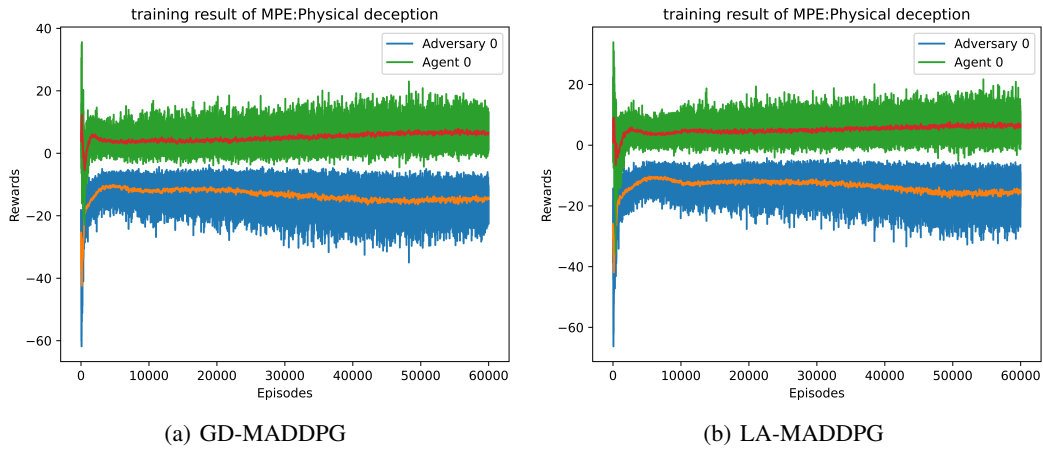 training result of MPE:Physical deception
40
20
0
−20
−40
−60
Rewards
Adversary 0
Agent 0
0 10000 20000 30000 40000 50000 60000
Episodes
(a) GD-MADDPG
training result of MPE:Physical deception
20
0
−20
−40
−60
Rewards
Adversary 0
Agent 0
0 10000 20000 30000 40000 50000 60000
Episodes
(b) LA-MADDPG